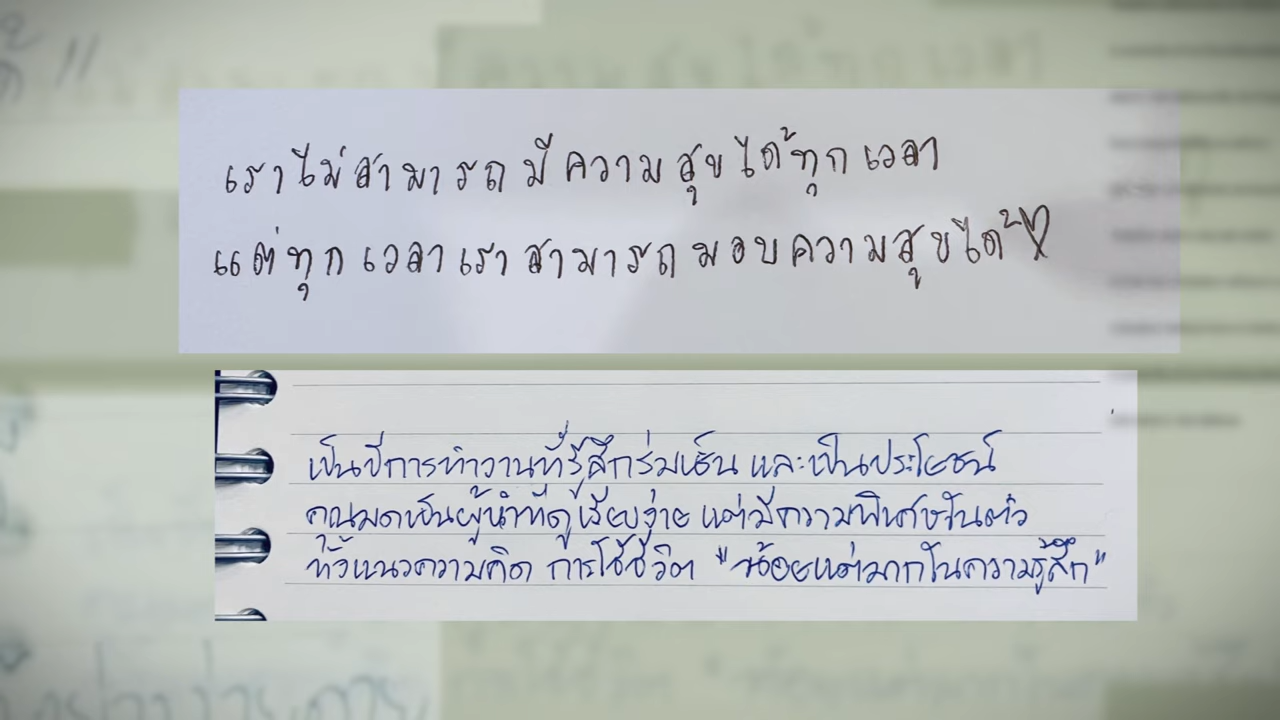 เราไม่สามารถมีความสุขได้ทุกเวลา
แต่ทุกเวลาเราสามารถมอบความสุขได้
เป็นปีการทำงานที่รู้สึกร่มเย็น และเป็นประโยชน์
คุณมดเป็นผู้นำที่ดูเรียบง่าย แต่มีความพิเศษในตัว
ทั้งแนวความคิด การใช้ชีวิต "น้อยแต่มากในความรู้สึก"